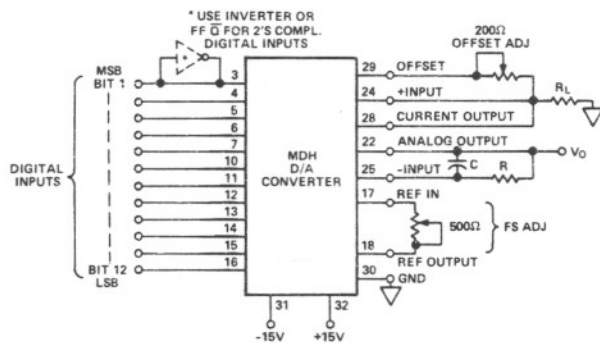 * USE INVERTER OR
FF Q̅ FOR 2'S COMPL.
DIGITAL INPUTS
MSB
BIT 1
DIGITAL
INPUTS
BIT 12
LSB
3
4
5
6
7
10
11
12
13
14
15
16
*
MDH
D/A
CONVERTER
31
-15V
32
+15V
29 OFFSET
200Ω
OFFSET ADJ
24 +INPUT
RL
28 CURRENT OUTPUT
22 ANALOG OUTPUT
VO
C
R
25 -INPUT
17 REF IN
500Ω
FS ADJ
18 REF OUTPUT
30 GND